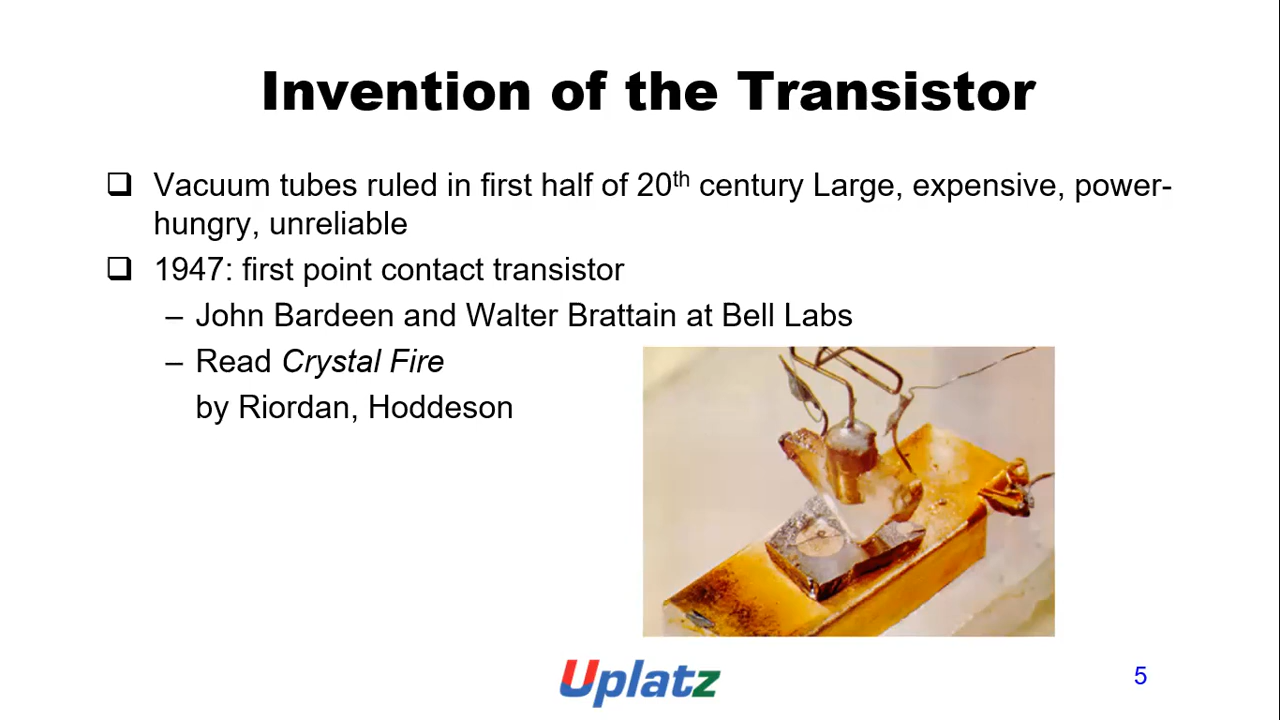 Invention of the Transistor
❑ Vacuum tubes ruled in first half of 20th century Large, expensive, power-
hungry, unreliable
❑ 1947: first point contact transistor
– John Bardeen and Walter Brattain at Bell Labs
– Read Crystal Fire
by Riordan, Hoddeson
Uplatz
5